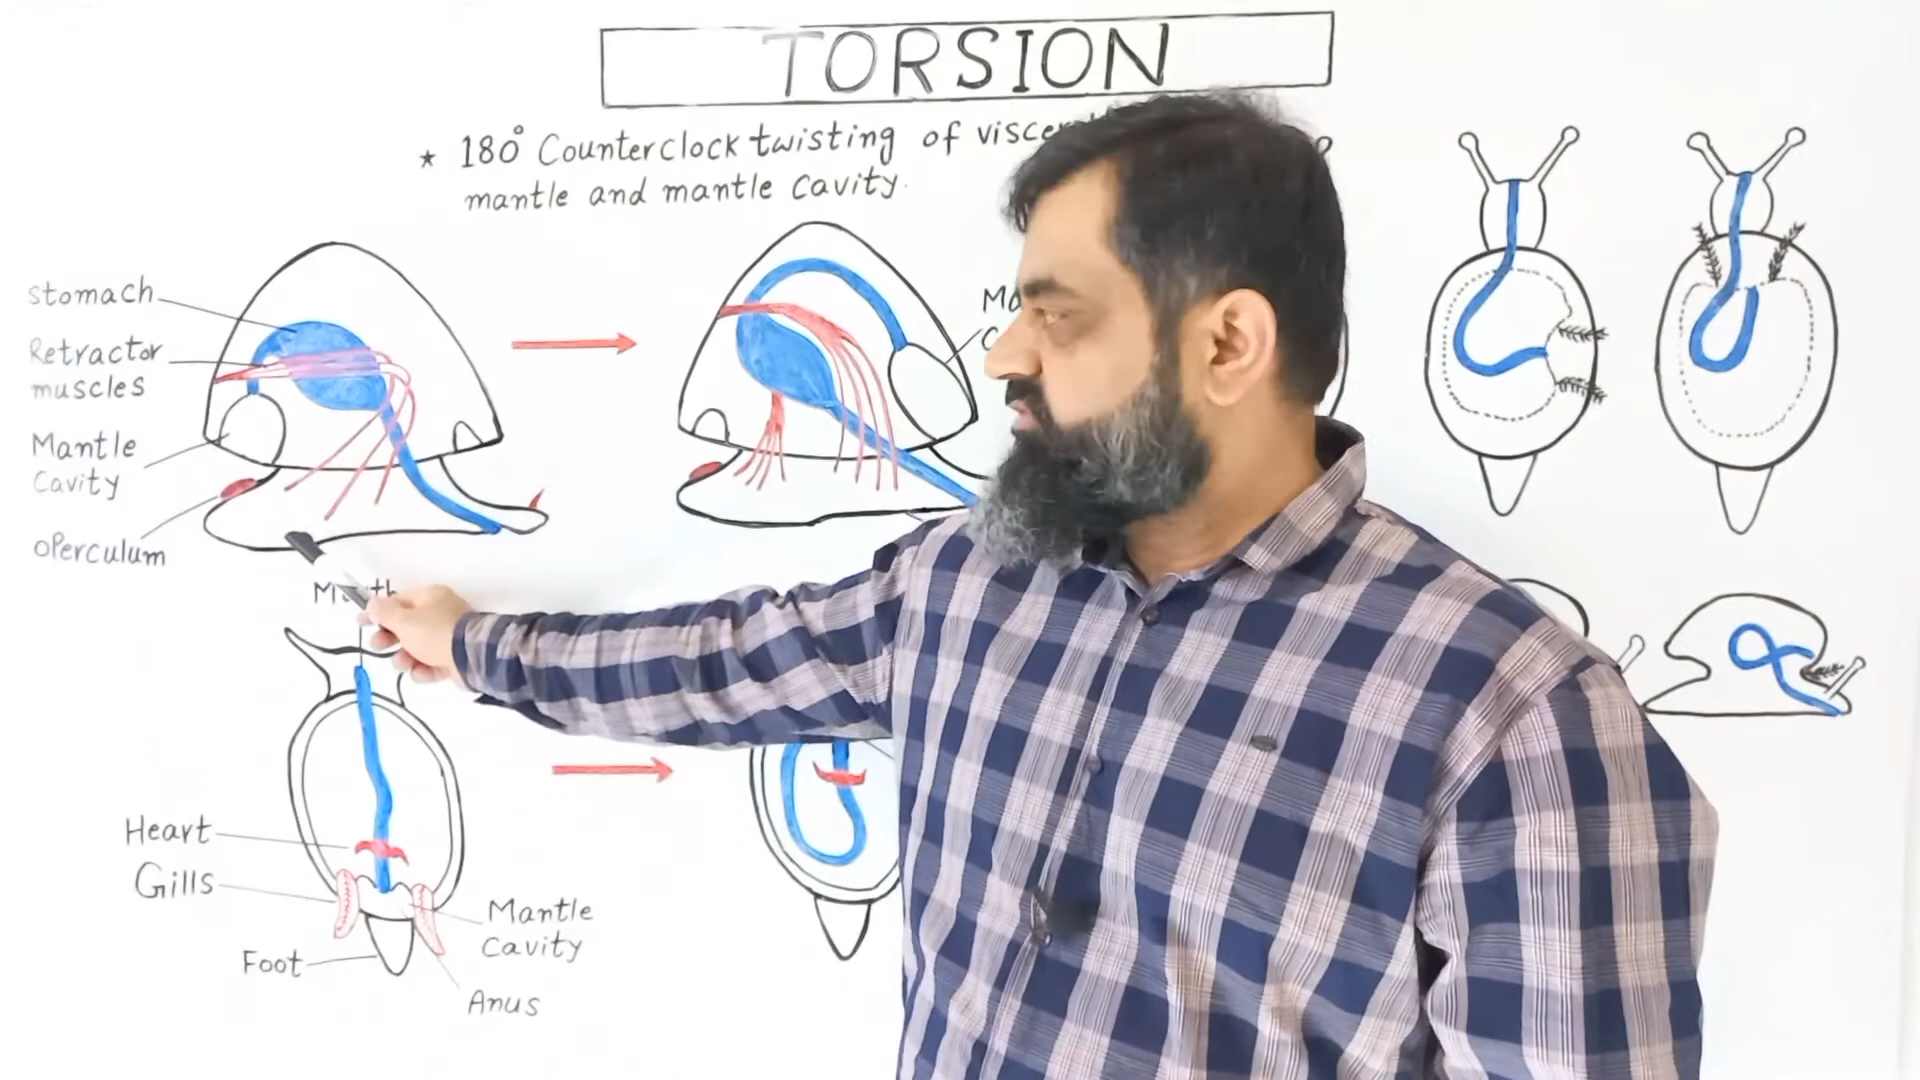 TORSION
★ 180° Counterclock twisting of
mantle and mantle cavity.
stomach
Retractor
muscles
Mantle
Cavity
operculum
Heart
Gills
Foot
Mantle
cavity
Anus